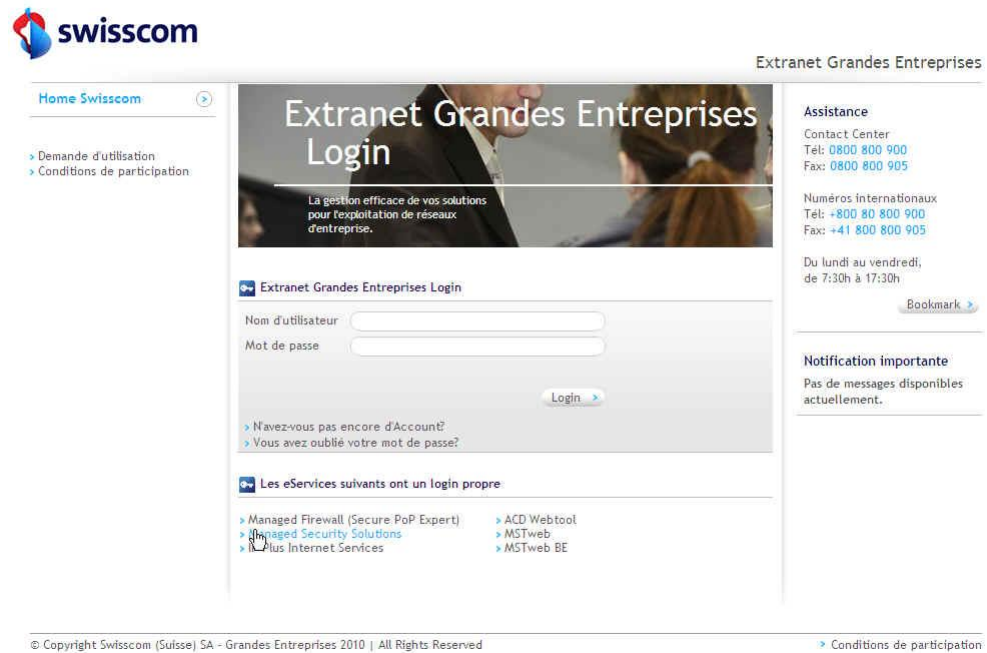 swisscom
Extranet Grandes Entreprises
Home Swisscom
Demande d'utilisation
Conditions de participation
Extranet Grandes Entreprises
Login
La gestion efficace de vos solutions
pour l'exploitation de réseaux
d'entreprise.
Extranet Grandes Entreprises Login
Nom d'utilisateur
Mot de passe
Login
N'avez-vous pas encore d'Account?
Vous avez oublié votre mot de passe?
Les eServices suivants ont un login propre
Managed Firewall (Secure PoP Expert)
Managed Security Solutions
Plus Internet Services
ACD Webtool
MSTweb
MSTweb BE
Assistance
Contact Center
Tél: 0800 800 900
Fax: 0800 800 905
Numéros internationaux
Tél: +800 80 800 900
Fax: +41 800 800 905
Du lundi au vendredi,
de 7:30h à 17:30h
Bookmark
Notification importante
Pas de messages disponibles
actuellement.
© Copyright Swisscom (Suisse) SA - Grandes Entreprises 2010 | All Rights Reserved
Conditions de participation